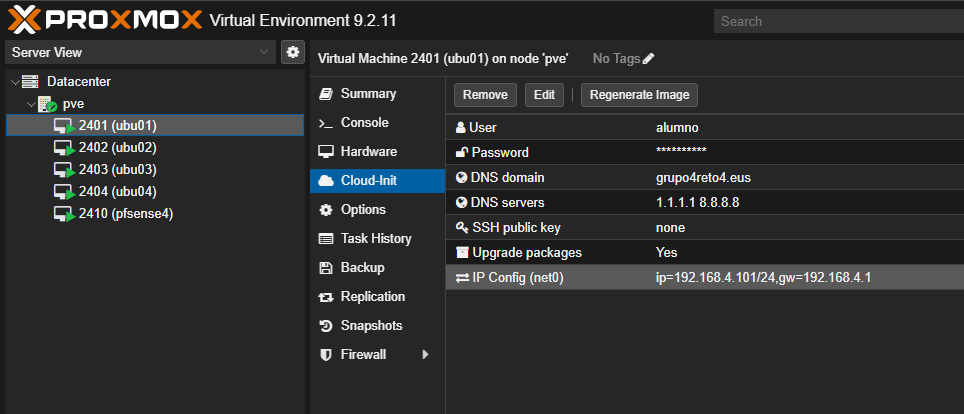 PROXMOX Virtual Environment 9.2.11
Search
Server View
Datacenter
pve
2401 (ubu01)
2402 (ubu02)
2403 (ubu03)
2404 (ubu04)
2410 (pfsense4)
Virtual Machine 2401 (ubu01) on node 'pve' No Tags
Summary
Console
Hardware
Cloud-Init
Options
Task History
Backup
Replication
Snapshots
Firewall
Remove Edit Regenerate Image
User alumno
Password **********
DNS domain grupo4reto4.eus
DNS servers 1.1.1.1 8.8.8.8
SSH public key none
Upgrade packages Yes
IP Config (net0) ip=192.168.4.101/24,gw=192.168.4.1